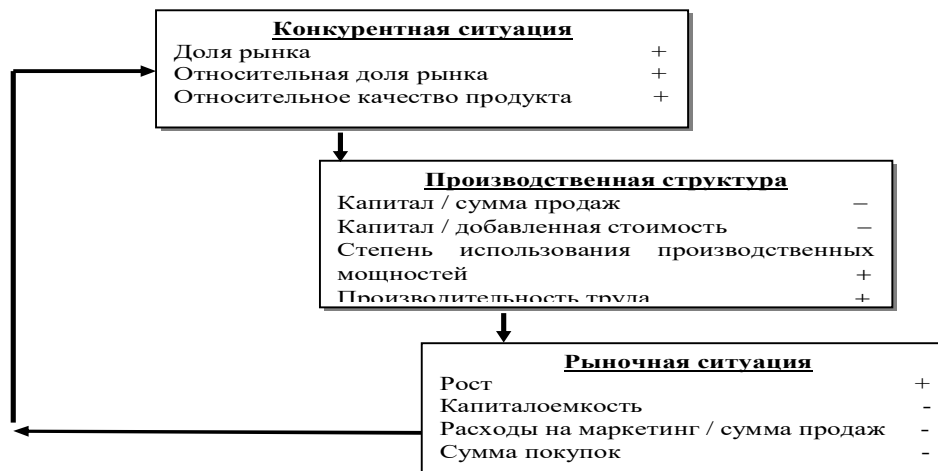 Конкурентная ситуация
Доля рынка +
Относительная доля рынка +
Относительное качество продукта +
Производственная структура
Капитал / сумма продаж –
Капитал / добавленная стоимость –
Степень использования производственных
мощностей +
Производительность труда +
Рыночная ситуация
Рост +
Капиталоемкость -
Расходы на маркетинг / сумма продаж -
Сумма покупок -